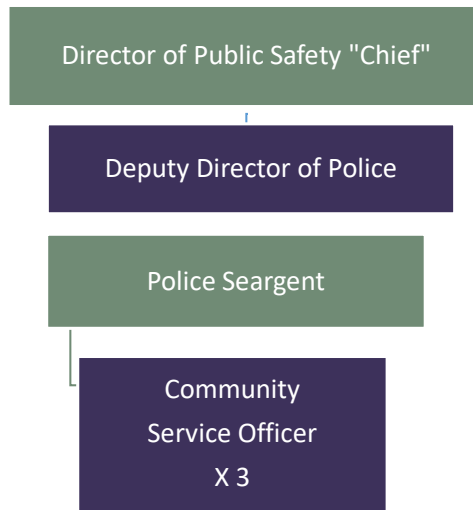 Director of Public Safety "Chief"
Deputy Director of Police
Police Seargent
Community
Service Officer
X 3